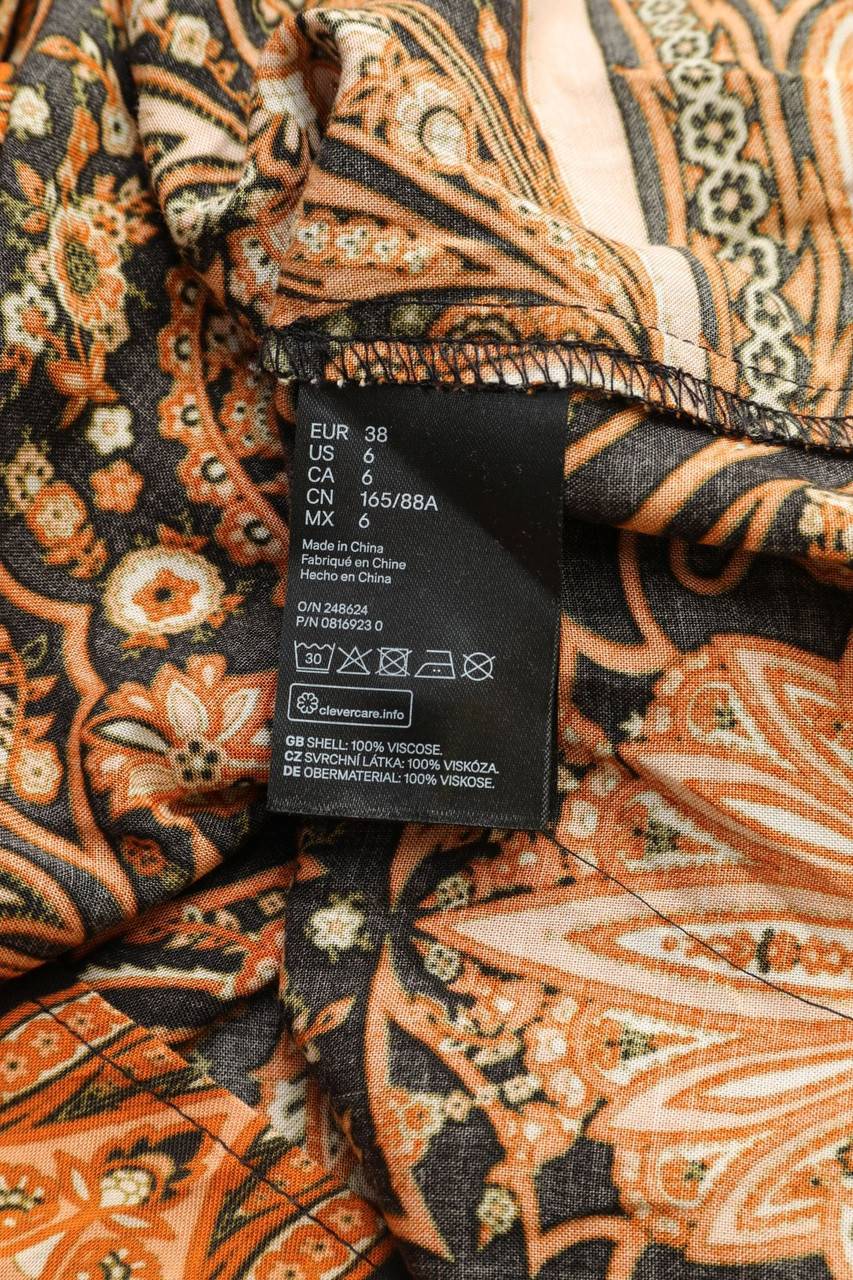 EUR 38
US 6
CA 6
CN 165/88A
MX 6
Made in China
Fabriqué en Chine
Hecho en China
O/N 248624
P/N 0816923 0
30
clevercare.info
GB SHELL: 100% VISCOSE.
CZ SVRCHNÍ LÁTKA: 100% VISKÓZA.
DE OBERMATERIAL: 100% VISKOSE.